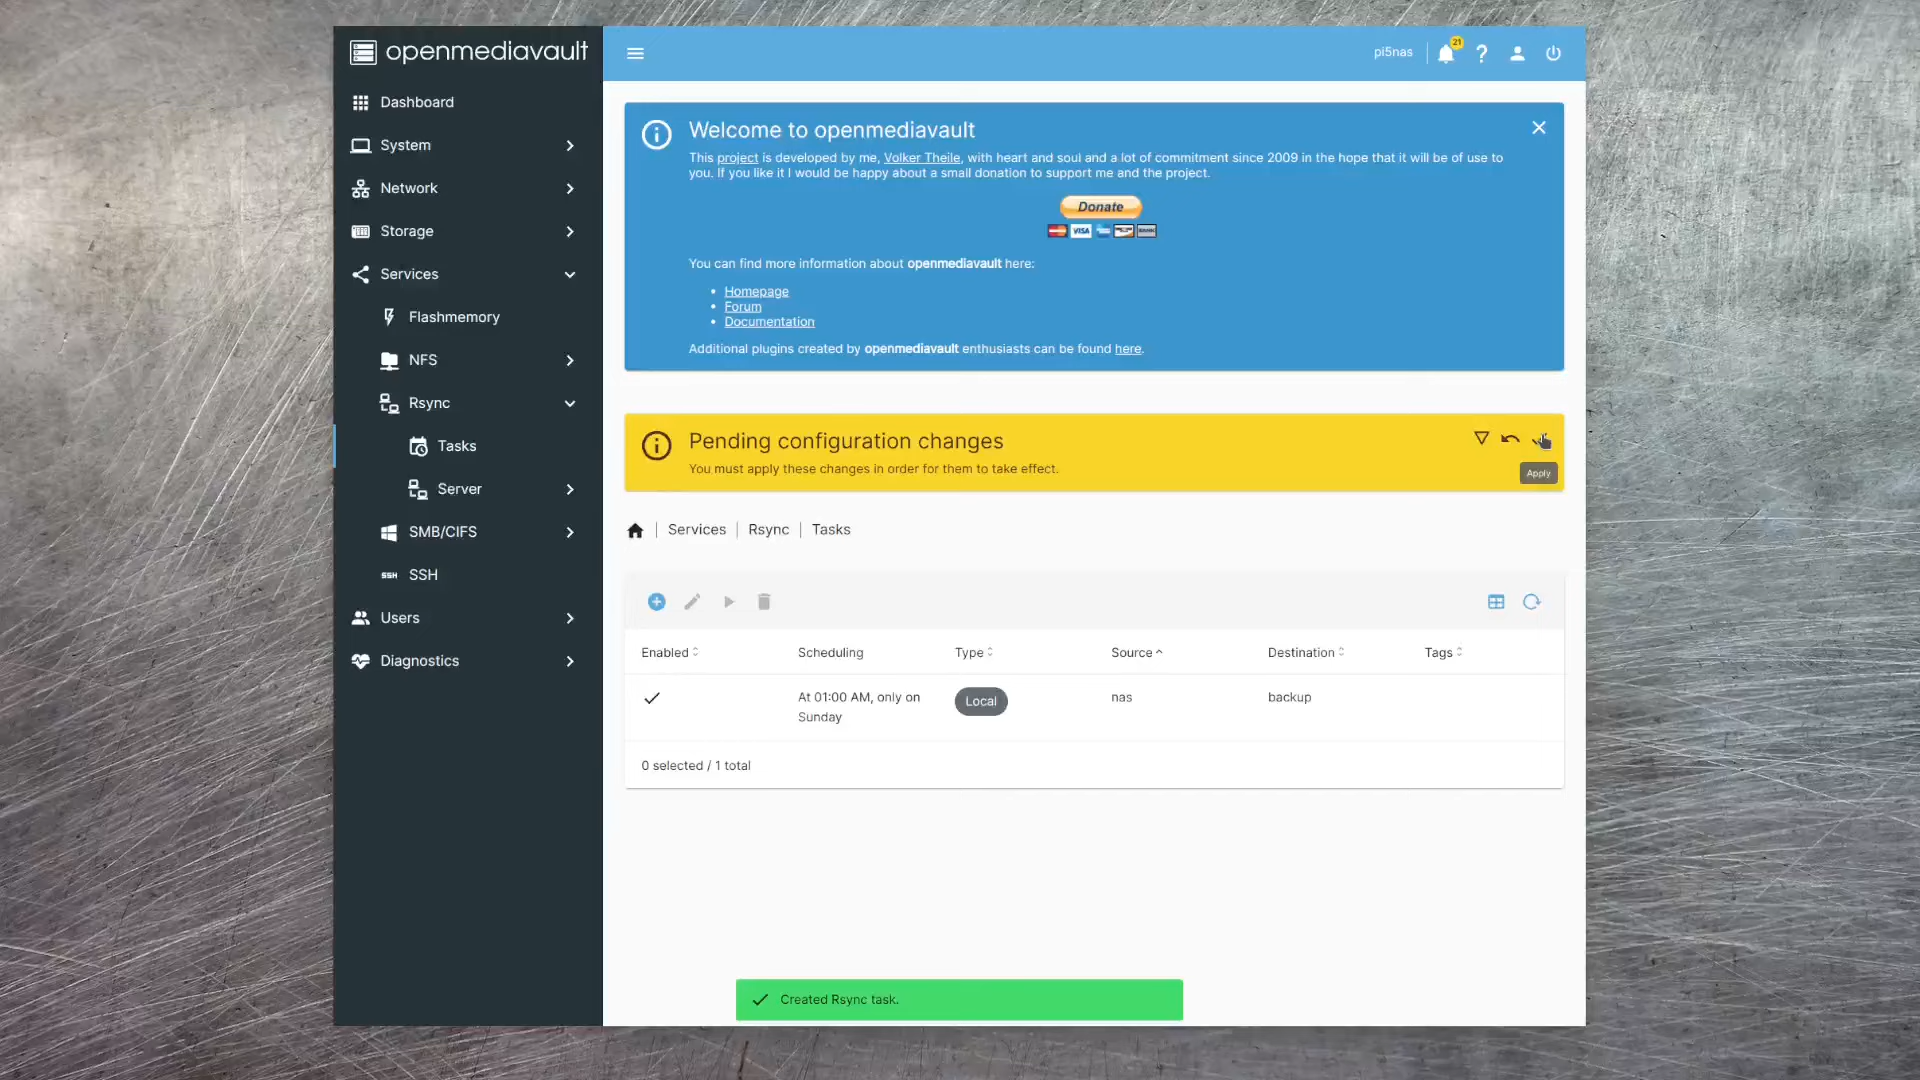 openmediavault
pi5nas
21
Dashboard
System
Network
Storage
Services
Flashmemory
NFS
Rsync
Tasks
Server
SMB/CIFS
SSH SSH
Users
Diagnostics
Welcome to openmediavault
This project is developed by me, Volker Theile, with heart and soul and a lot of commitment since 2009 in the hope that it will be of use to
you. If you like it I would be happy about a small donation to support me and the project.
Donate
VISA
You can find more information about openmediavault here:
• Homepage
• Forum
• Documentation
Additional plugins created by openmediavault enthusiasts can be found here.
Pending configuration changes
You must apply these changes in order for them to take effect.
Apply
Services | Rsync | Tasks
Enabled Scheduling Type Source Destination Tags
At 01:00 AM, only on
Sunday
Local
nas
backup
0 selected / 1 total
Created Rsync task.